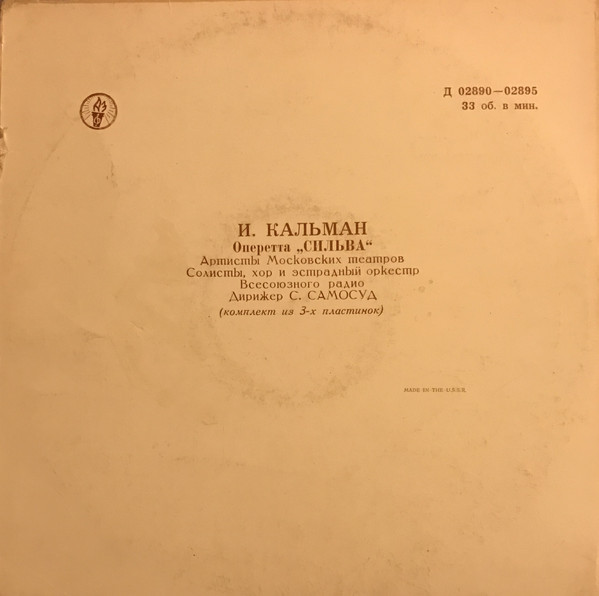 Д 02890—02895
33 об. в мин.
И. КАЛЬМАН
Оперетта „СИЛЬВА“
Артисты Московских театров
Солисты, хор и эстрадный оркестр
Всесоюзного радио
Дирижер С. САМОСУД
(комплект из 3-х пластинок)
MADE IN THE U.S.S.R.